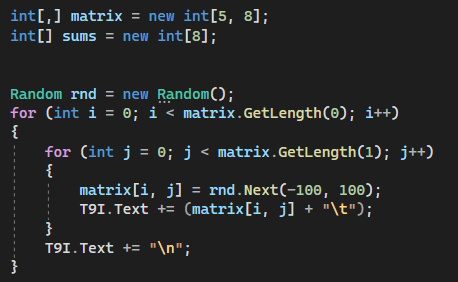 int[,] matrix = new int[5, 8];
int[] sums = new int[8];
Random rnd = new Random();
for (int i = 0; i < matrix.GetLength(0); i++)
{
for (int j = 0; j < matrix.GetLength(1); j++)
{
matrix[i, j] = rnd.Next(-100, 100);
T9I.Text += (matrix[i, j] + "\t");
}
T9I.Text += "\n";
}